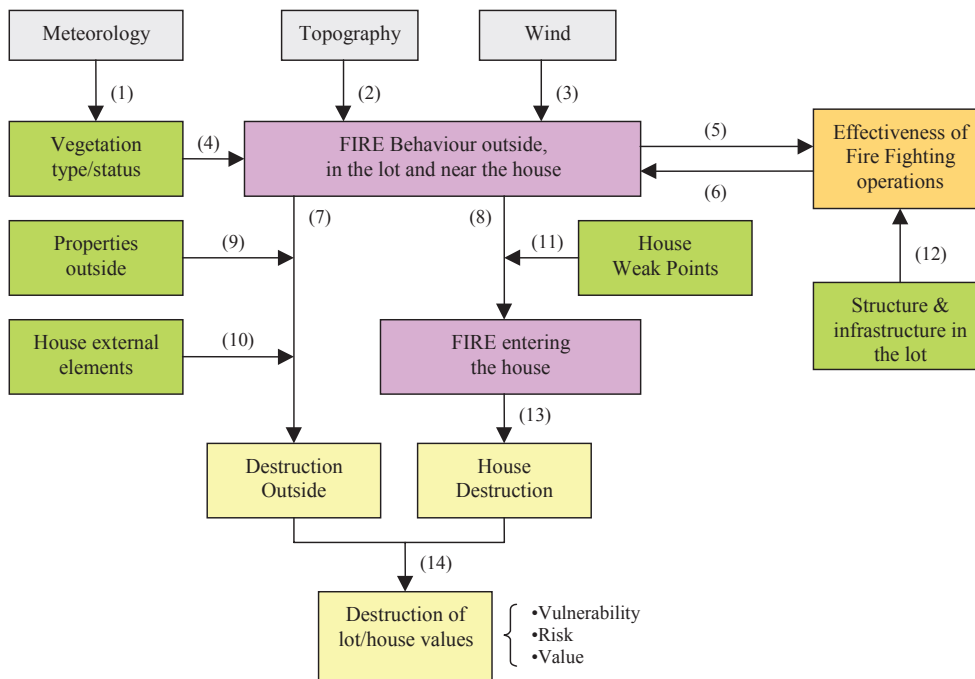 Meteorology
Topography
Wind
(1)
(2)
(3)
Vegetation
type/status
(4)
FIRE Behaviour outside,
in the lot and near the house
(5)
(6)
Effectiveness of
Fire Fighting
operations
(7)
(8)
Properties
outside
(9)
(11)
House
Weak Points
(12)
Structure &
infrastructure in
the lot
House external
elements
(10)
FIRE entering
the house
(13)
Destruction
Outside
House
Destruction
(14)
Destruction of
lot/house values
•Vulnerability
•Risk
•Value